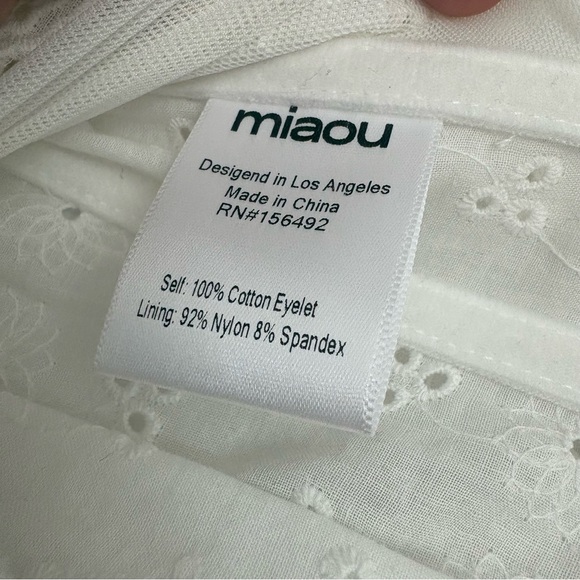 miaou
Desigend in Los Angeles
Made in China
RN#156492
Self: 100% Cotton Eyelet
Lining: 92% Nylon 8% Spandex